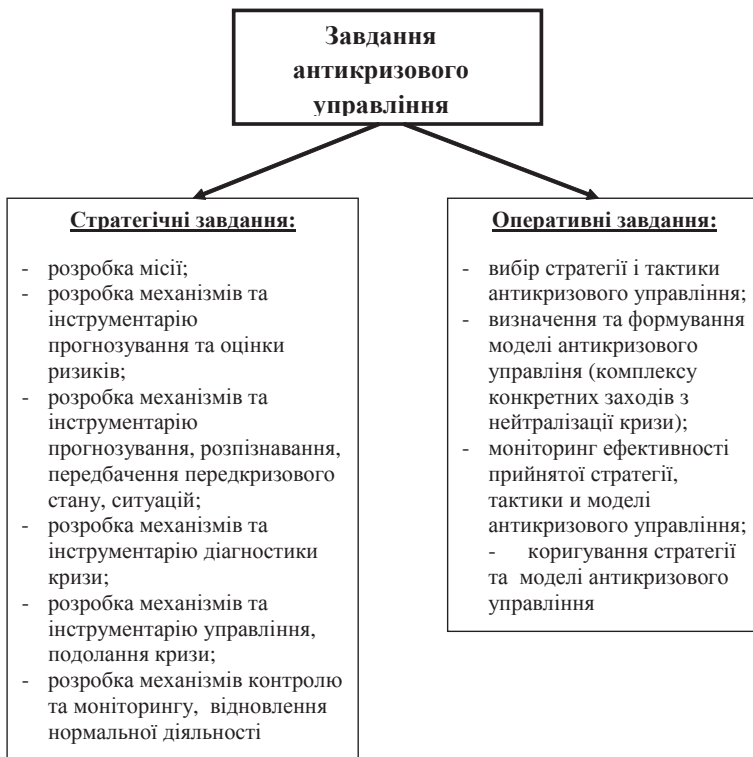 Завдання
антикризового
управління
Стратегічні завдання:
- розробка місії;
- розробка механізмів та
інструментарію
прогнозування та оцінки
ризиків;
- розробка механізмів та
інструментарію
прогнозування, розпізнавання,
передбачення передкризового
стану, ситуацій;
- розробка механізмів та
інструментарію діагностики
кризи;
- розробка механізмів та
інструментарію управління,
подолання кризи;
- розробка механізмів контролю
та моніторингу, відновлення
нормальної діяльності
Оперативні завдання:
- вибір стратегії і тактики
антикризового управління;
- визначення та формування
моделі антикризового
управліня (комплексу
конкретних заходів з
нейтралізації кризи);
- моніторинг ефективності
прийнятої стратегії,
тактики и моделі
антикризового управління;
- коригування стратегії
та моделі антикризового
управління